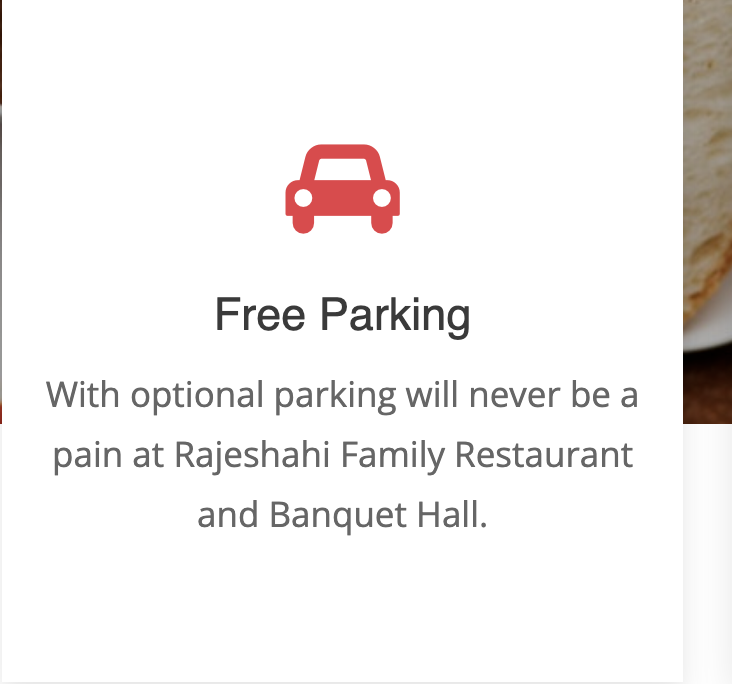 Free Parking
With optional parking will never be a
pain at Rajeshahi Family Restaurant
and Banquet Hall.